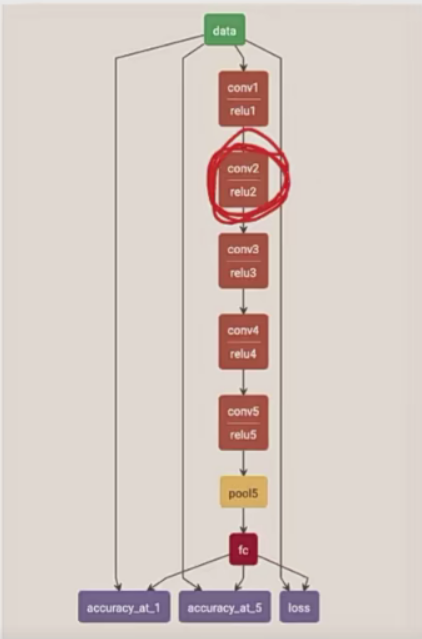 data
conv1
relu1
conv2
relu2
conv3
relu3
conv4
relu4
conv5
relu5
pool5
fc
accuracy_at_1
accuracy_at_5
loss